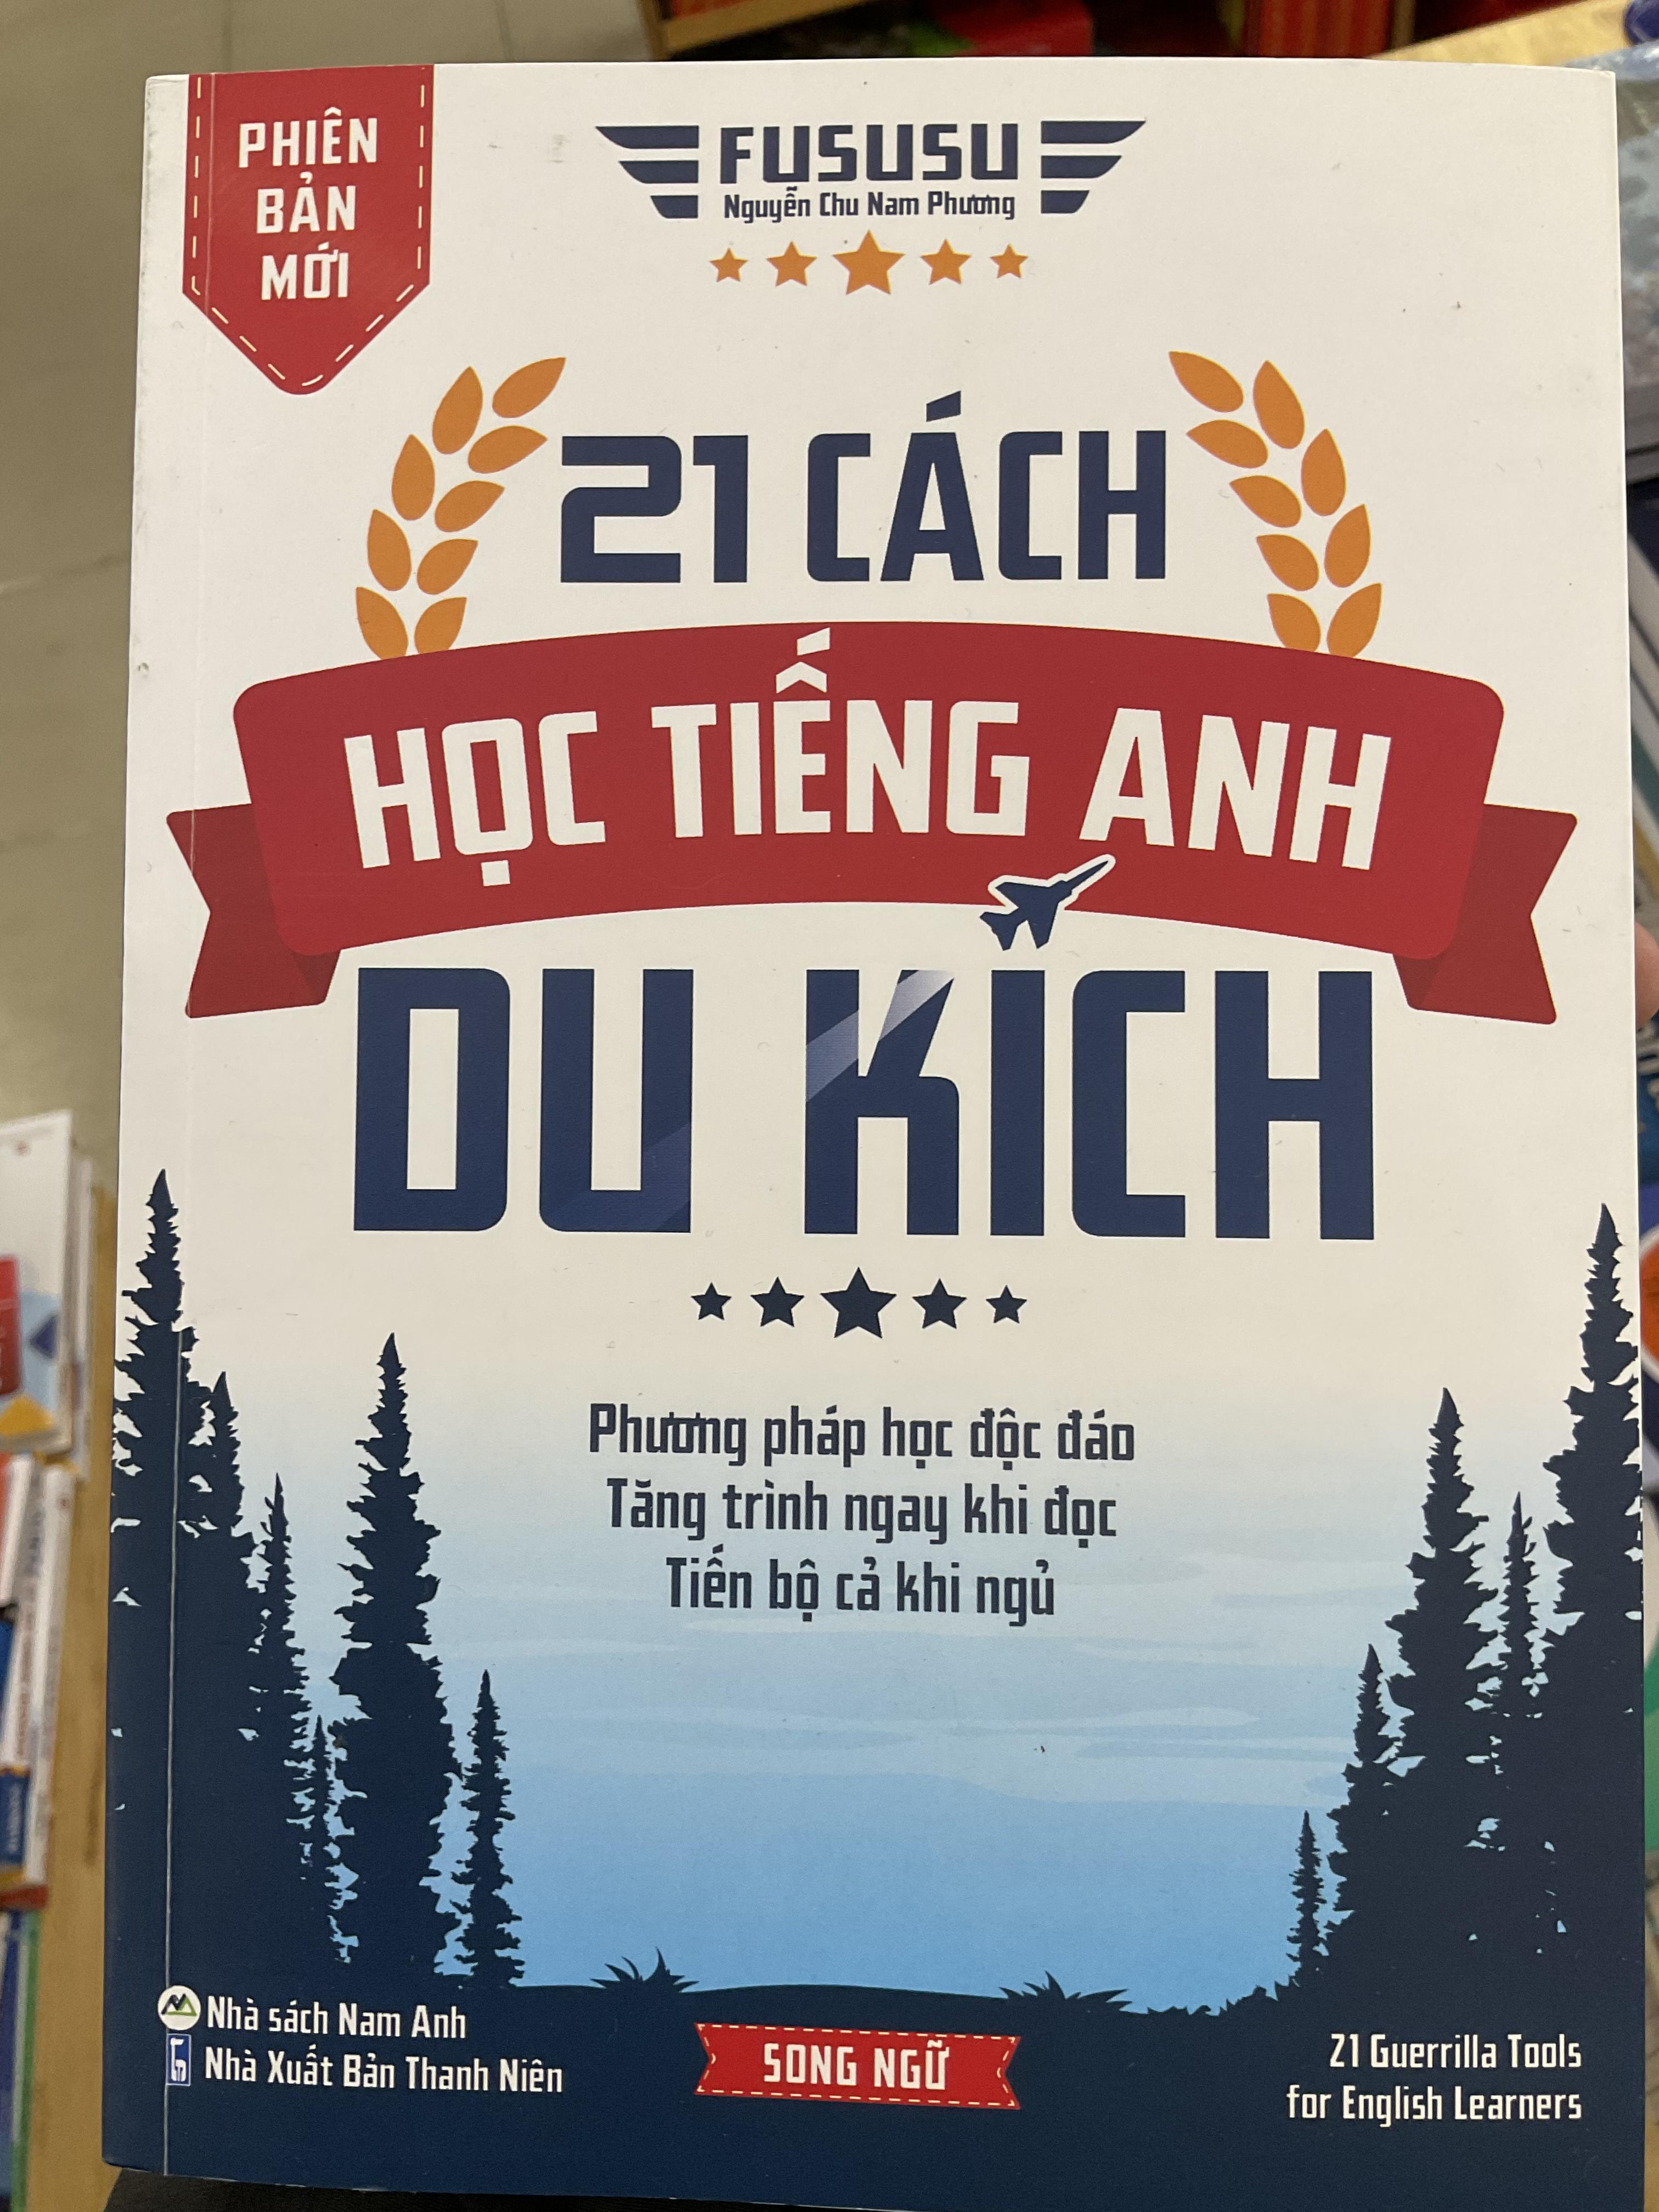 PHIÊN
BẢN
MỚI
FUSUSU
Nguyễn Chu Nam Phương
21 CÁCH
HỌC TIẾNG ANH
DU KÍCH
Phương pháp học độc đáo
Tăng trình ngay khi đọc
Tiến bộ cả khi ngủ
Nhà sách Nam Anh
Nhà Xuất Bản Thanh Niên
SONG NGỮ
21 Guerrilla Tools
for English Learners